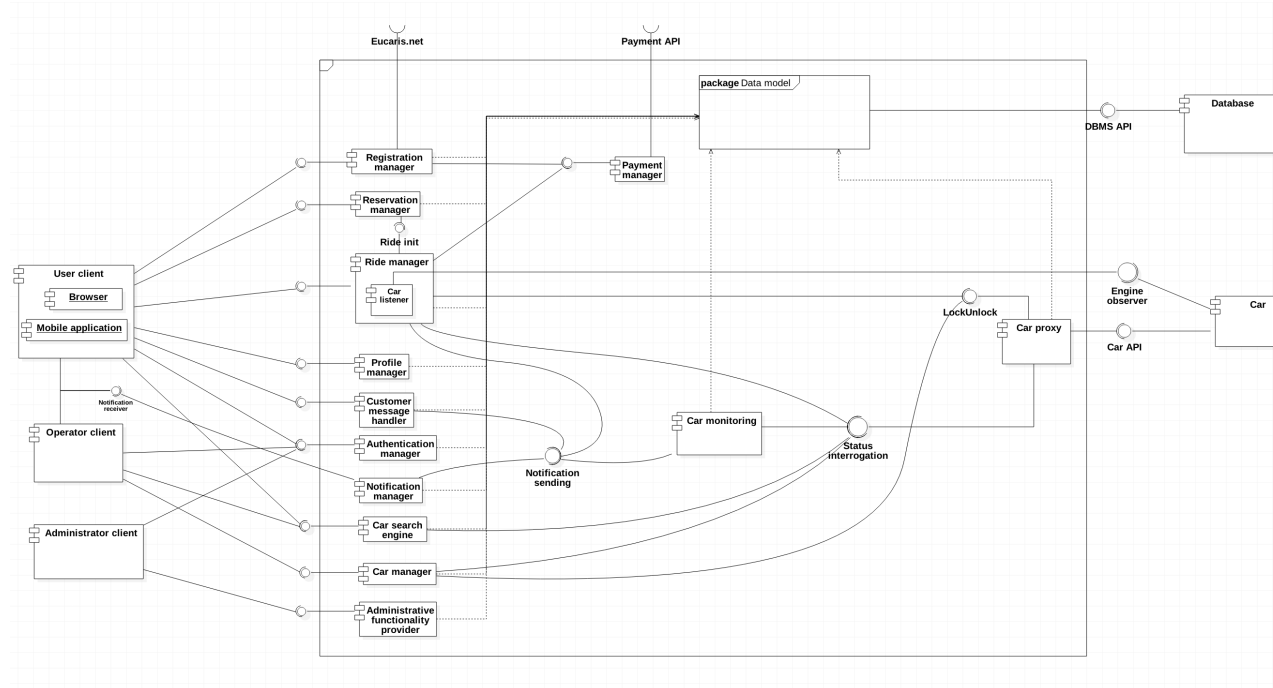 Eucaris.net
Payment API
package Data model
Database
DBMS API
Registration
manager
Payment
manager
Reservation
manager
Ride init
Ride manager
Car
listener
User client
Browser
Mobile application
Engine
observer
LockUnlock
Car
Car proxy
Car API
Profile
manager
Notification
receiver
Customer
message
handler
Car monitoring
Operator client
Authentication
manager
Status
interrogation
Notification
sending
Notification
manager
Car search
engine
Administrator client
Car manager
Administrative
functionality
provider